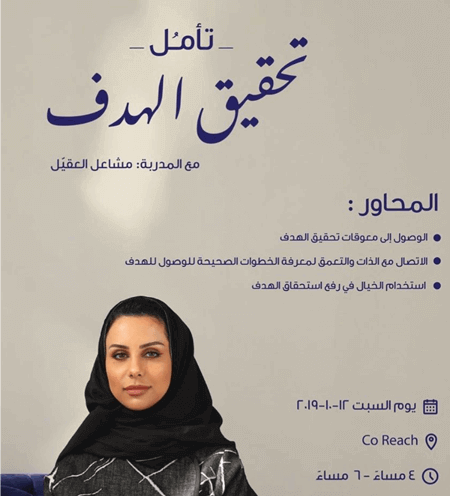 _ تأمُـل _
تحقيق الهدف
مع المدربة: مشاعل العقيّل
المحاور :
● الوصول إلى معوقات تحقيق الهدف
● الاتصال مع الذات والتعمق لمعرفة الخطوات الصحيحة للوصول للهدف
● استخدام الخيال في رفع استحقاق الهدف
يوم السبت ١٢-١٠-٢٠١٩
Co Reach
٤ مساءً - ٦ مساءً